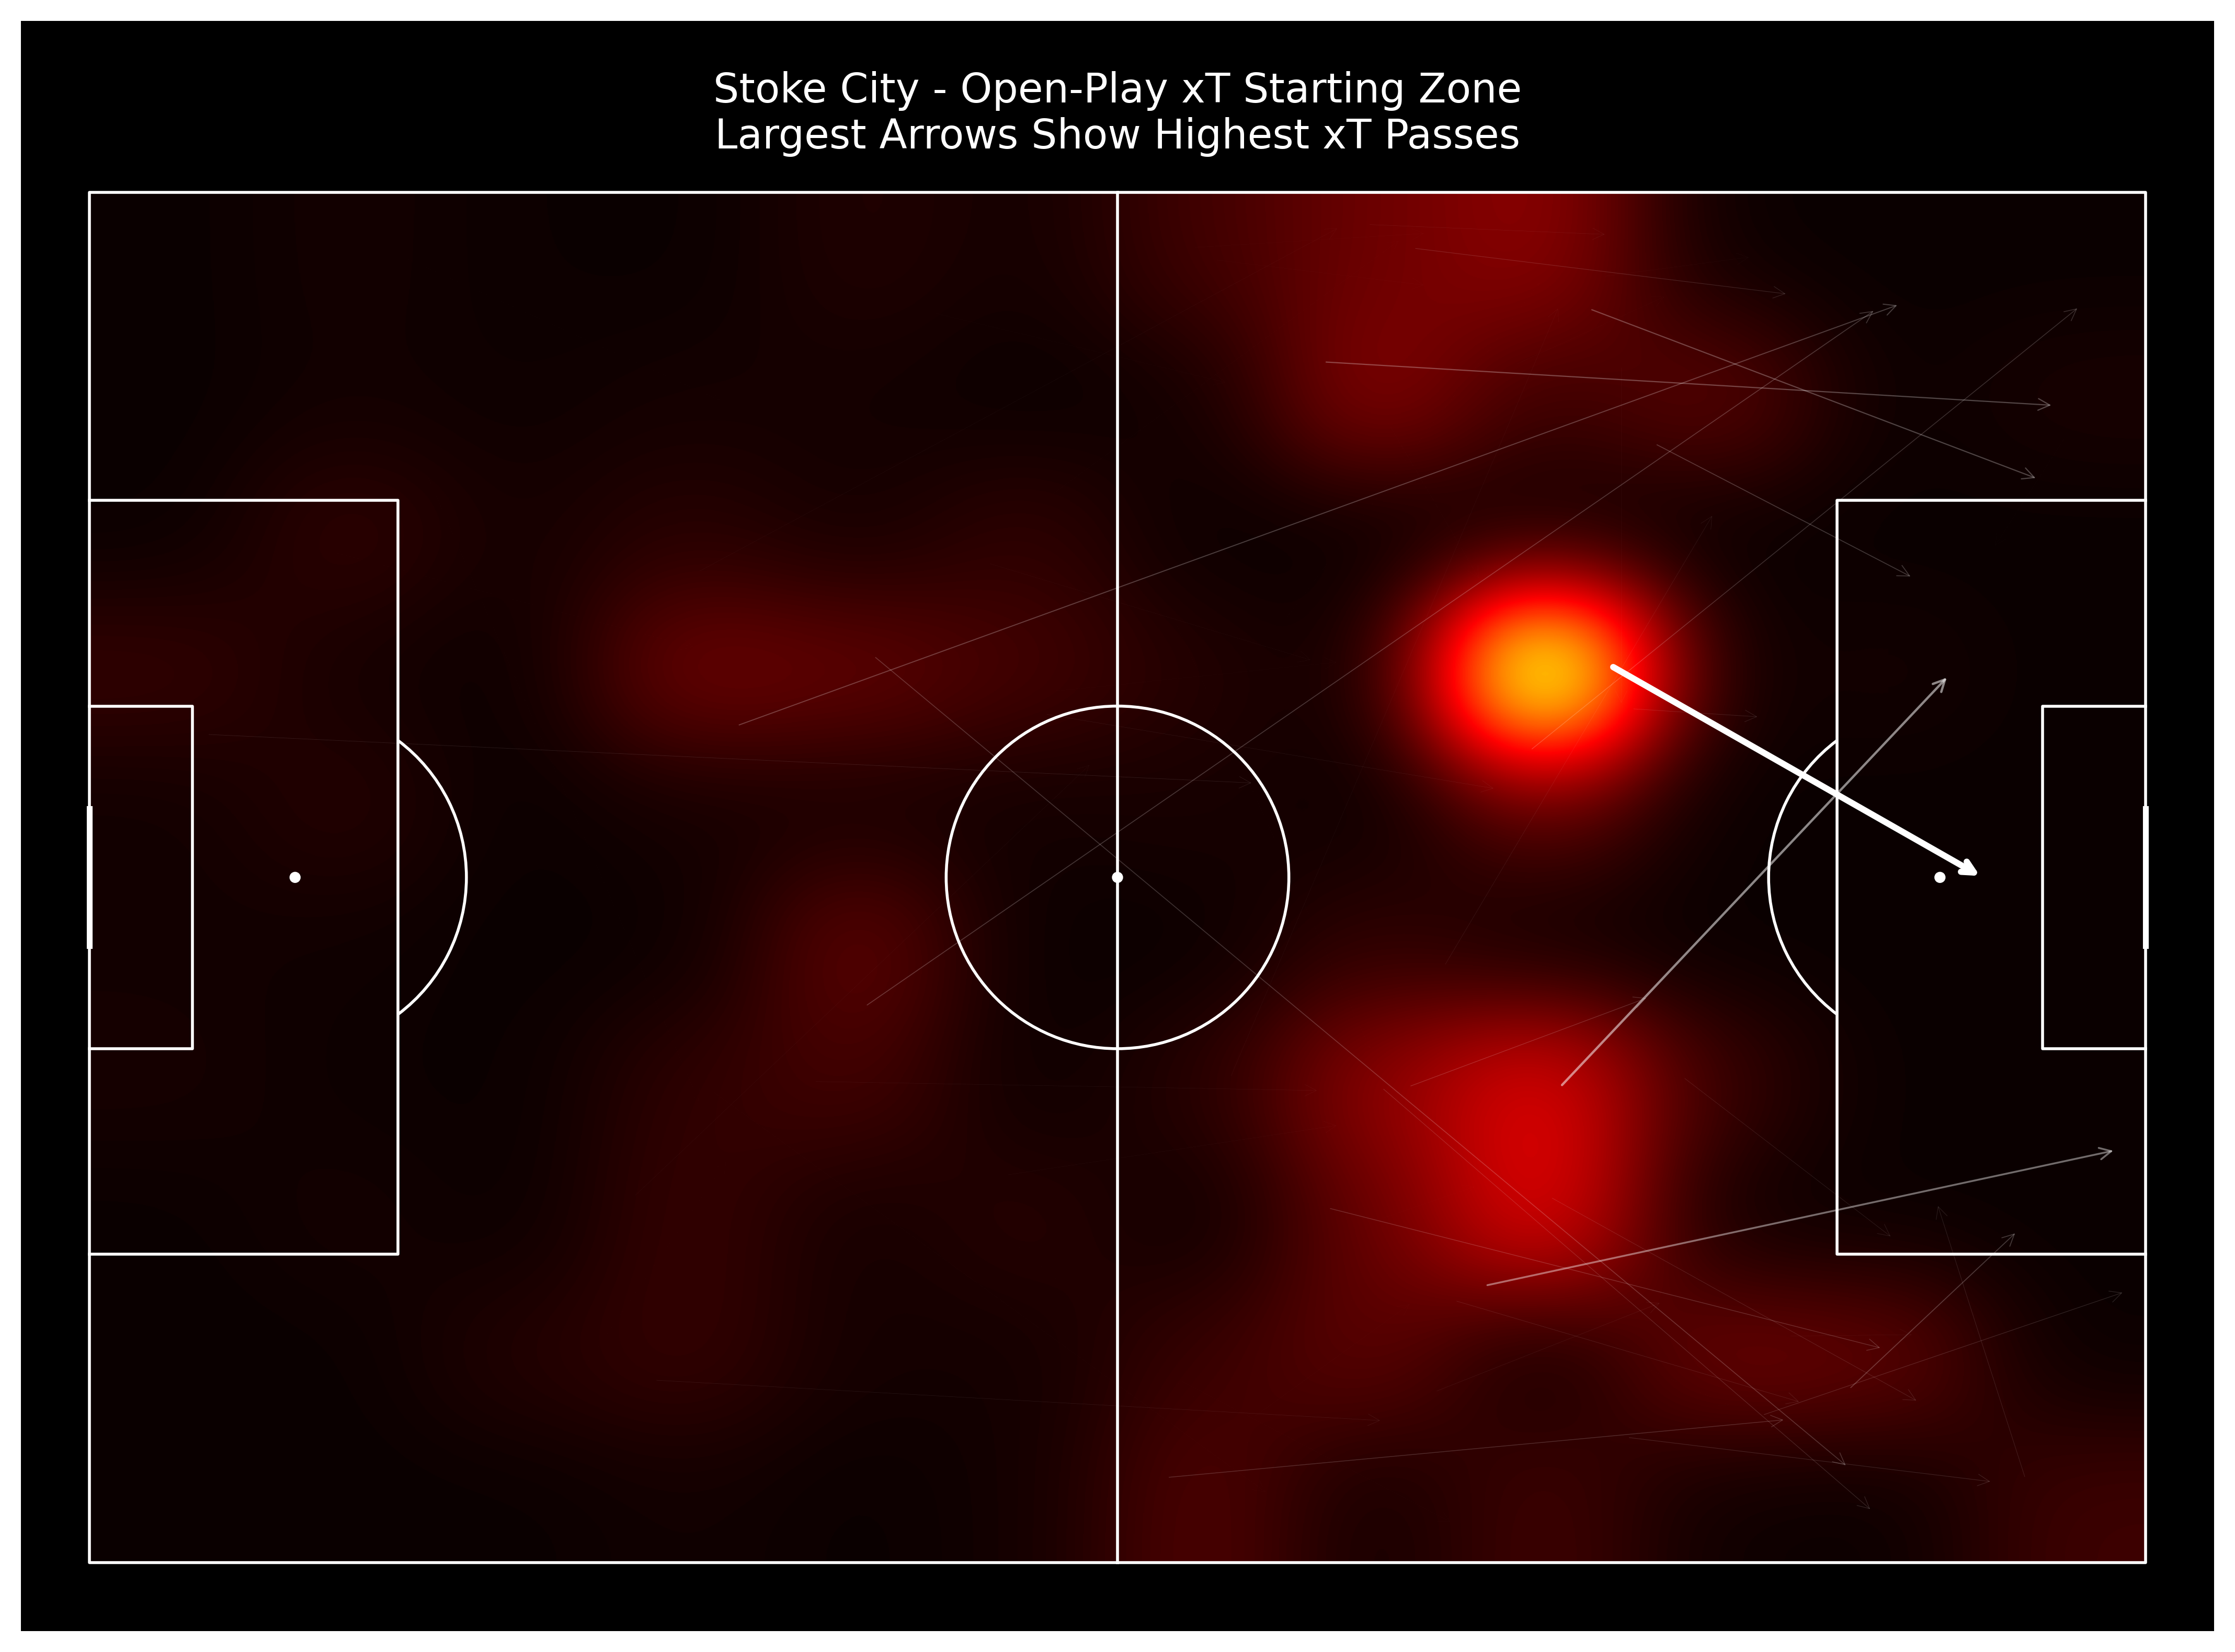 Stoke City - Open-Play xT Starting Zone
Largest Arrows Show Highest xT Passes